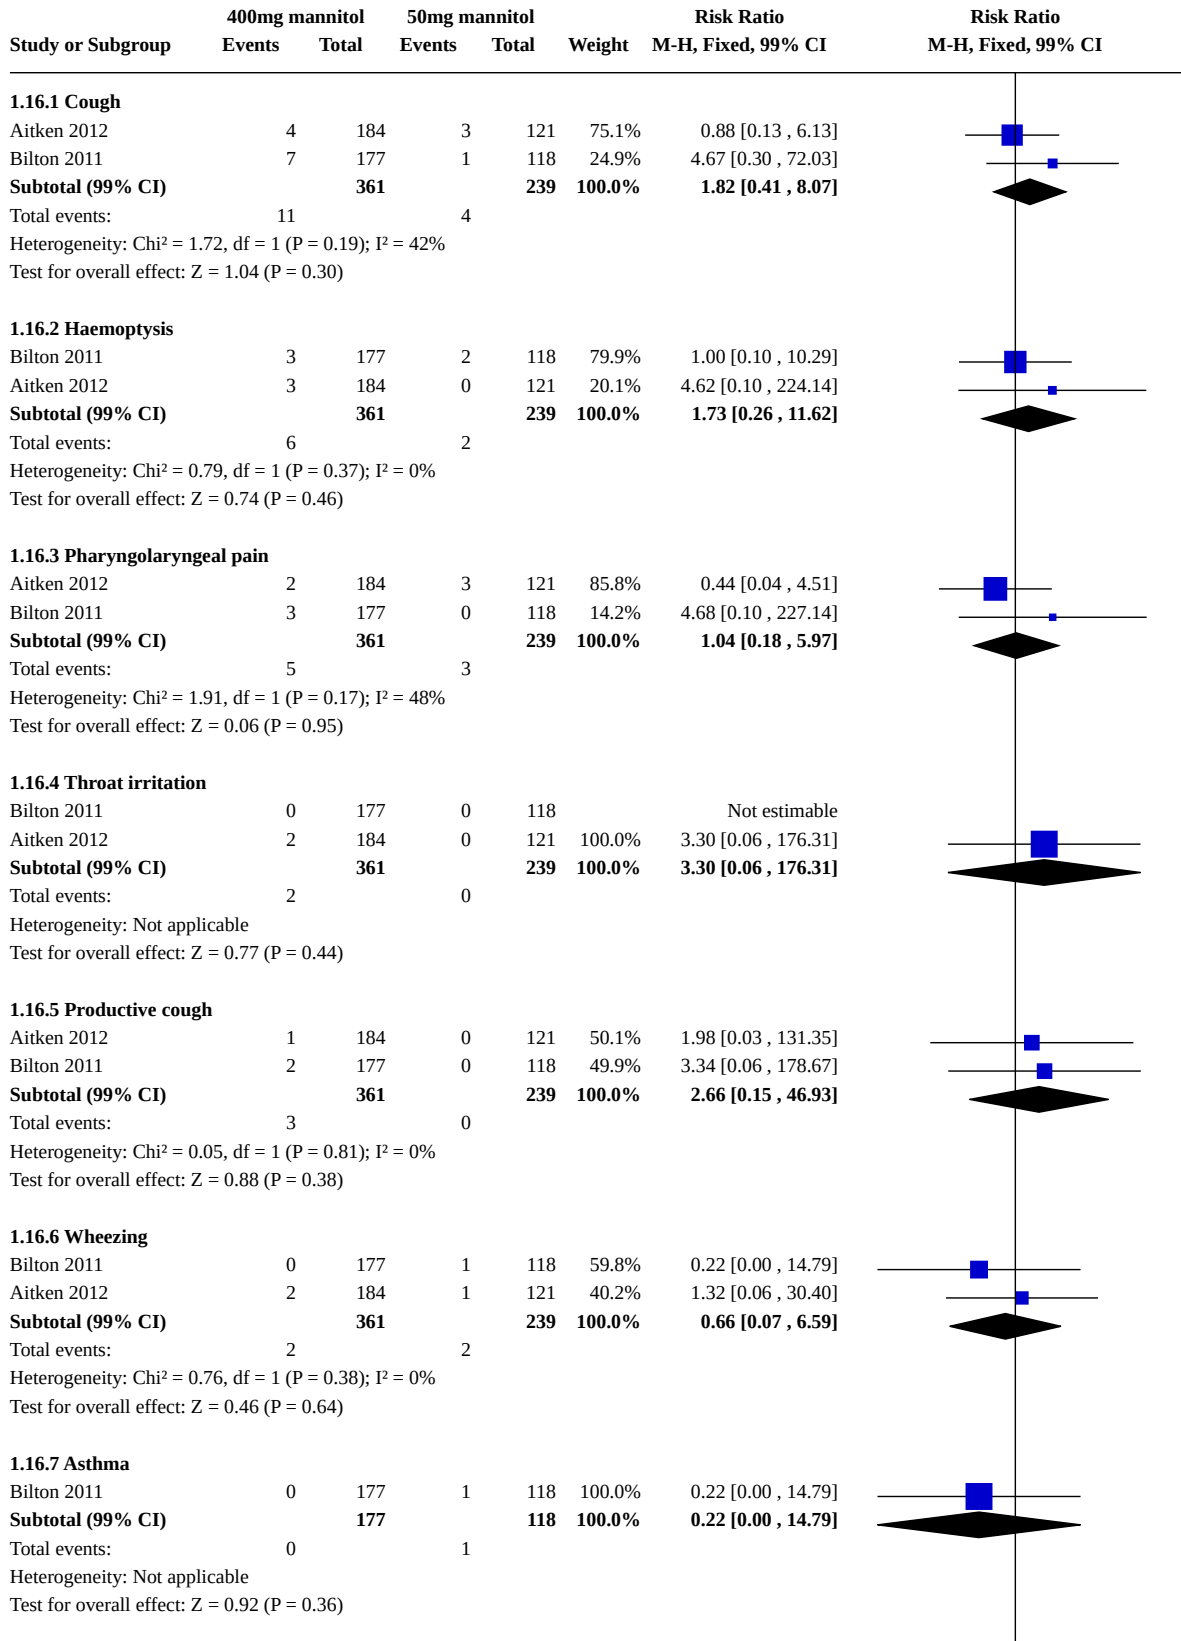 400mg mannitol 50mg mannitol Risk Ratio Risk Ratio
Study or Subgroup Events Total Events Total Weight M-H, Fixed, 99% CI M-H, Fixed, 99% CI
1.16.1 Cough
Aitken 2012 4 184 3 121 75.1% 0.88 [0.13 , 6.13]
Bilton 2011 7 177 1 118 24.9% 4.67 [0.30 , 72.03]
Subtotal (99% CI) 361 239 100.0% 1.82 [0.41 , 8.07]
Total events: 11 4
Heterogeneity: Chi² = 1.72, df = 1 (P = 0.19); I² = 42%
Test for overall effect: Z = 1.04 (P = 0.30)
1.16.2 Haemoptysis
Bilton 2011 3 177 2 118 79.9% 1.00 [0.10 , 10.29]
Aitken 2012 3 184 0 121 20.1% 4.62 [0.10 , 224.14]
Subtotal (99% CI) 361 239 100.0% 1.73 [0.26 , 11.62]
Total events: 6 2
Heterogeneity: Chi² = 0.79, df = 1 (P = 0.37); I² = 0%
Test for overall effect: Z = 0.74 (P = 0.46)
1.16.3 Pharyngolaryngeal pain
Aitken 2012 2 184 3 121 85.8% 0.44 [0.04 , 4.51]
Bilton 2011 3 177 0 118 14.2% 4.68 [0.10 , 227.14]
Subtotal (99% CI) 361 239 100.0% 1.04 [0.18 , 5.97]
Total events: 5 3
Heterogeneity: Chi² = 1.91, df = 1 (P = 0.17); I² = 48%
Test for overall effect: Z = 0.06 (P = 0.95)
1.16.4 Throat irritation
Bilton 2011 0 177 0 118 Not estimable
Aitken 2012 2 184 0 121 100.0% 3.30 [0.06 , 176.31]
Subtotal (99% CI) 361 239 100.0% 3.30 [0.06 , 176.31]
Total events: 2 0
Heterogeneity: Not applicable
Test for overall effect: Z = 0.77 (P = 0.44)
1.16.5 Productive cough
Aitken 2012 1 184 0 121 50.1% 1.98 [0.03 , 131.35]
Bilton 2011 2 177 0 118 49.9% 3.34 [0.06 , 178.67]
Subtotal (99% CI) 361 239 100.0% 2.66 [0.15 , 46.93]
Total events: 3 0
Heterogeneity: Chi² = 0.05, df = 1 (P = 0.81); I² = 0%
Test for overall effect: Z = 0.88 (P = 0.38)
1.16.6 Wheezing
Bilton 2011 0 177 1 118 59.8% 0.22 [0.00 , 14.79]
Aitken 2012 2 184 1 121 40.2% 1.32 [0.06 , 30.40]
Subtotal (99% CI) 361 239 100.0% 0.66 [0.07 , 6.59]
Total events: 2 2
Heterogeneity: Chi² = 0.76, df = 1 (P = 0.38); I² = 0%
Test for overall effect: Z = 0.46 (P = 0.64)
1.16.7 Asthma
Bilton 2011 0 177 1 118 100.0% 0.22 [0.00 , 14.79]
Subtotal (99% CI) 177 118 100.0% 0.22 [0.00 , 14.79]
Total events: 0 1
Heterogeneity: Not applicable
Test for overall effect: Z = 0.92 (P = 0.36)